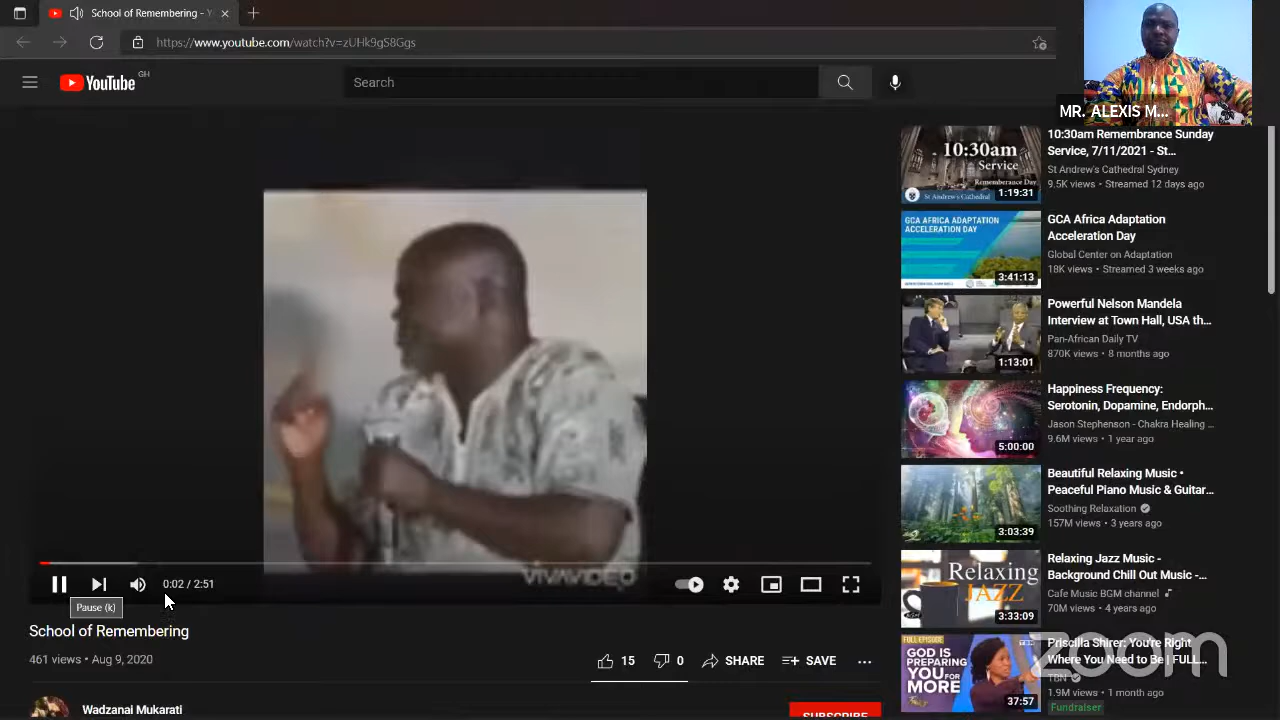 School of Remembering - Y
https://www.youtube.com/watch?v=zUHk9gS8Ggs
YouTube GH
Search
MR. ALEXIS M...
VIVAVIDEO
0:02 / 2:51
Pause (k)
School of Remembering
461 views • Aug 9, 2020
15
0
SHARE
SAVE
Wadzanai Mukarati
SUBSCRIBE
10:30am
Service
Rememberance Day
St Andrew's Cathedral
1:19:31
10:30am Remembrance Sunday
Service, 7/11/2021 - St...
St Andrew's Cathedral Sydney
9.5K views • Streamed 12 days ago
GCA AFRICA ADAPTATION
ACCELERATION DAY
3:41:13
GCA Africa Adaptation
Acceleration Day
Global Center on Adaptation
18K views • Streamed 3 weeks ago
1:13:01
Powerful Nelson Mandela
Interview at Town Hall, USA th...
Pan-African Daily TV
870K views • 8 months ago
5:00:00
Happiness Frequency:
Serotonin, Dopamine, Endorph...
Jason Stephenson - Chakra Healing ...
9.6M views • 1 year ago
3:03:39
Beautiful Relaxing Music •
Peaceful Piano Music & Guitar...
Soothing Relaxation
157M views • 3 years ago
Relaxing
JAZZ
3:33:09
Relaxing Jazz Music -
Background Chill Out Music -...
Cafe Music BGM channel
70M views • 4 years ago
FULL EPISODE
GOD IS
PREPARING
YOU FOR
MORE
37:57
Priscilla Shirer: You're Right
Where You Need to Be | FULL...
TBN
1.9M views • 1 month ago
Fundraiser
zoom